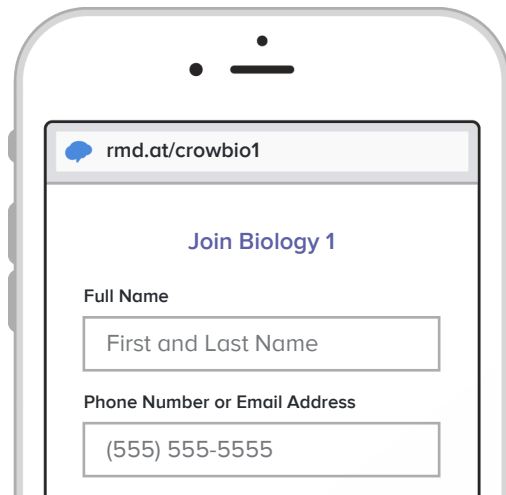 rmd.at/crowbio1
Join Biology 1
Full Name
First and Last Name
Phone Number or Email Address
(555) 555-5555